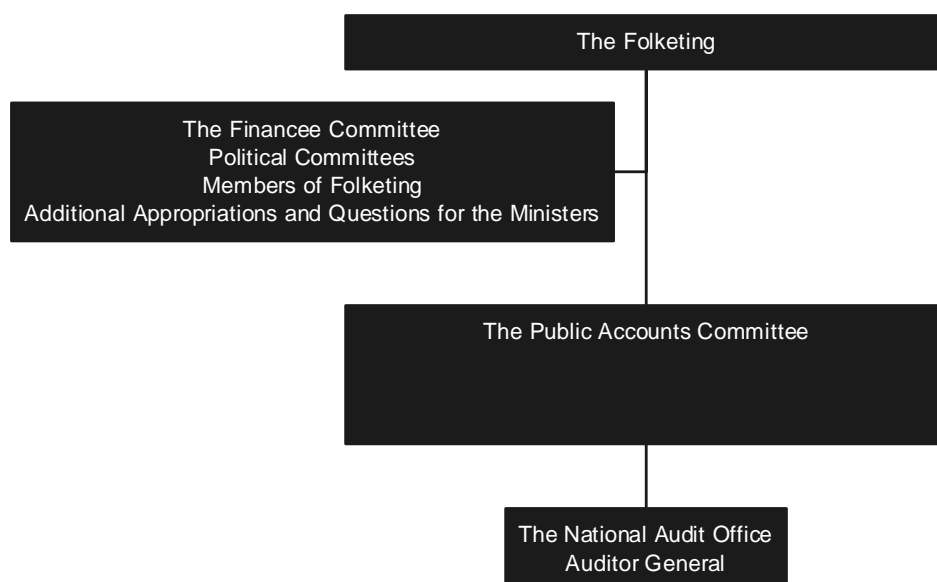 The Folketing
The Financee Committee
Political Committees
Members of Folketing
Additional Appropriations and Questions for the Ministers
The Public Accounts Committee
The National Audit Office
Auditor General